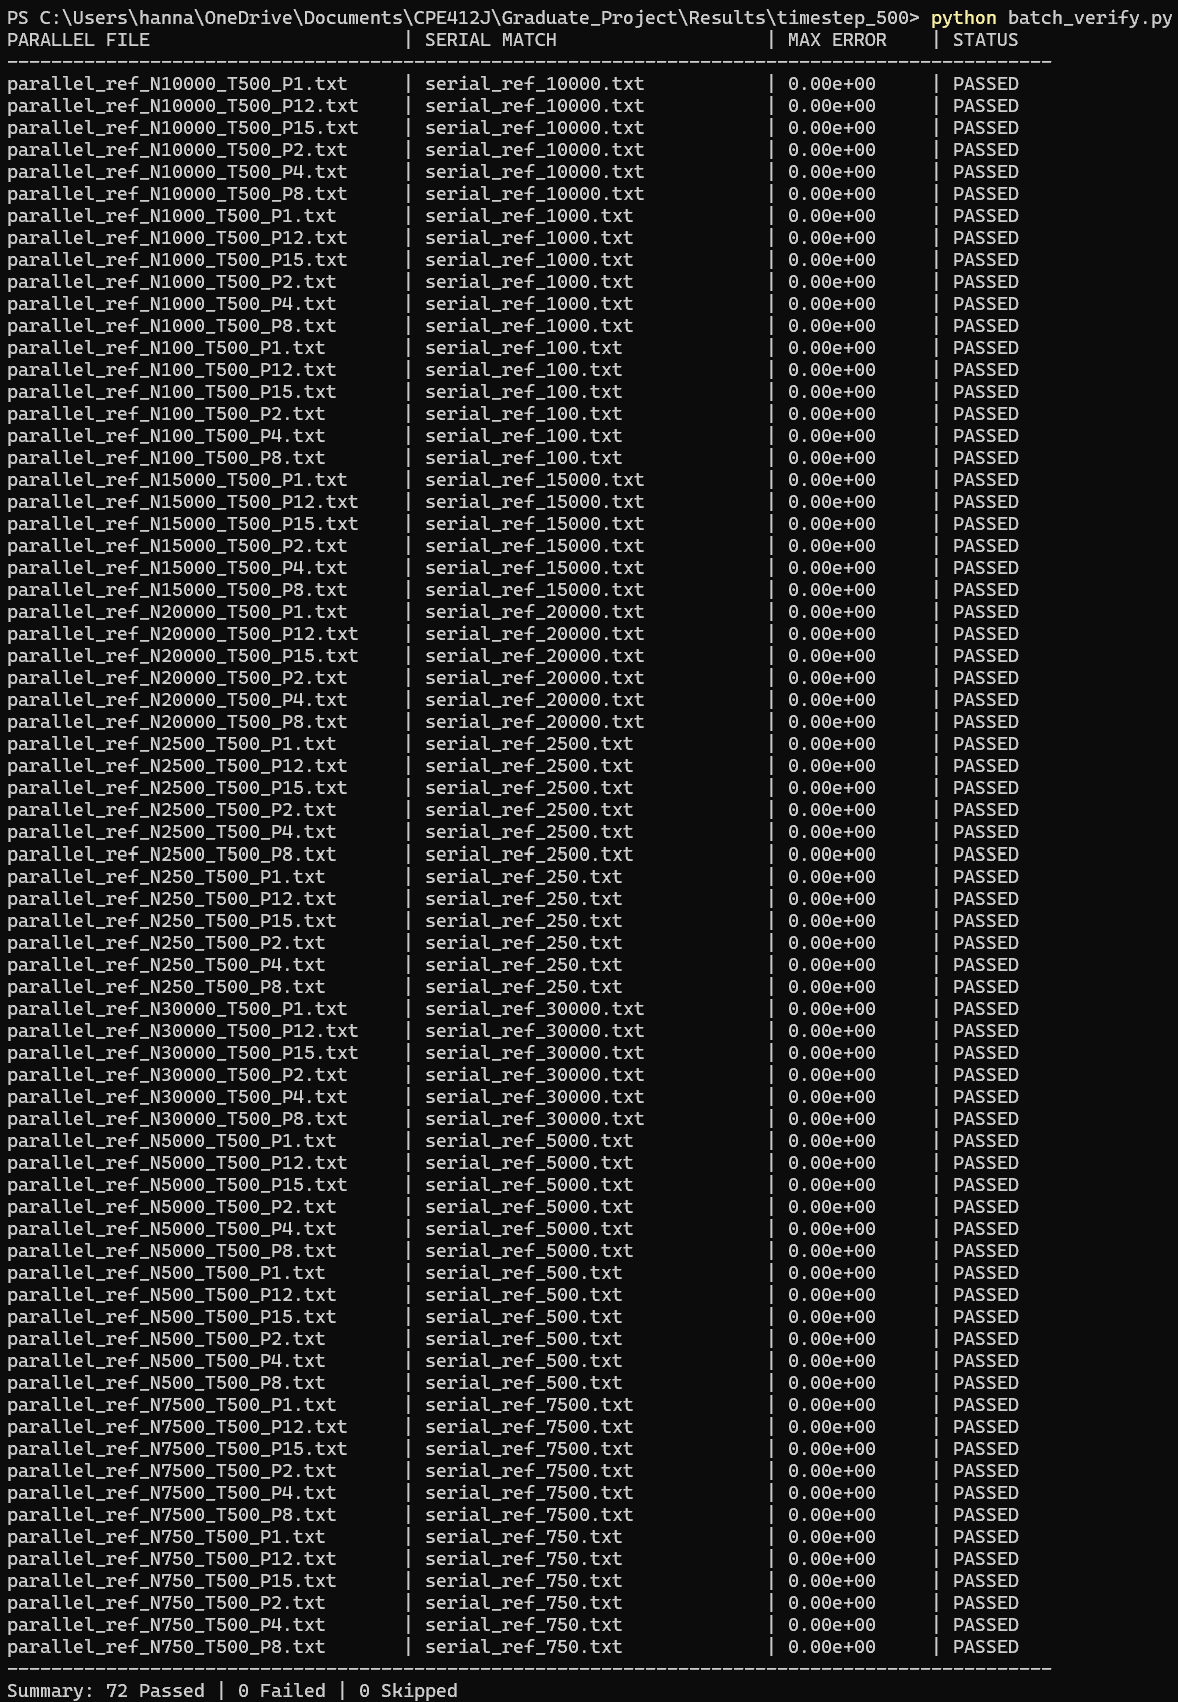 PS C:\Users\hanna\OneDrive\Documents\CPE412J\Graduate_Project\Results\timestep_500> python batch_verify.py
PARALLEL FILE | SERIAL MATCH | MAX ERROR | STATUS
-----------------------------------------------------------------------------------------------
parallel_ref_N10000_T500_P1.txt | serial_ref_10000.txt | 0.00e+00 | PASSED
parallel_ref_N10000_T500_P12.txt | serial_ref_10000.txt | 0.00e+00 | PASSED
parallel_ref_N10000_T500_P15.txt | serial_ref_10000.txt | 0.00e+00 | PASSED
parallel_ref_N10000_T500_P2.txt | serial_ref_10000.txt | 0.00e+00 | PASSED
parallel_ref_N10000_T500_P4.txt | serial_ref_10000.txt | 0.00e+00 | PASSED
parallel_ref_N10000_T500_P8.txt | serial_ref_10000.txt | 0.00e+00 | PASSED
parallel_ref_N1000_T500_P1.txt | serial_ref_1000.txt | 0.00e+00 | PASSED
parallel_ref_N1000_T500_P12.txt | serial_ref_1000.txt | 0.00e+00 | PASSED
parallel_ref_N1000_T500_P15.txt | serial_ref_1000.txt | 0.00e+00 | PASSED
parallel_ref_N1000_T500_P2.txt | serial_ref_1000.txt | 0.00e+00 | PASSED
parallel_ref_N1000_T500_P4.txt | serial_ref_1000.txt | 0.00e+00 | PASSED
parallel_ref_N1000_T500_P8.txt | serial_ref_1000.txt | 0.00e+00 | PASSED
parallel_ref_N100_T500_P1.txt | serial_ref_100.txt | 0.00e+00 | PASSED
parallel_ref_N100_T500_P12.txt | serial_ref_100.txt | 0.00e+00 | PASSED
parallel_ref_N100_T500_P15.txt | serial_ref_100.txt | 0.00e+00 | PASSED
parallel_ref_N100_T500_P2.txt | serial_ref_100.txt | 0.00e+00 | PASSED
parallel_ref_N100_T500_P4.txt | serial_ref_100.txt | 0.00e+00 | PASSED
parallel_ref_N100_T500_P8.txt | serial_ref_100.txt | 0.00e+00 | PASSED
parallel_ref_N15000_T500_P1.txt | serial_ref_15000.txt | 0.00e+00 | PASSED
parallel_ref_N15000_T500_P12.txt | serial_ref_15000.txt | 0.00e+00 | PASSED
parallel_ref_N15000_T500_P15.txt | serial_ref_15000.txt | 0.00e+00 | PASSED
parallel_ref_N15000_T500_P2.txt | serial_ref_15000.txt | 0.00e+00 | PASSED
parallel_ref_N15000_T500_P4.txt | serial_ref_15000.txt | 0.00e+00 | PASSED
parallel_ref_N15000_T500_P8.txt | serial_ref_15000.txt | 0.00e+00 | PASSED
parallel_ref_N20000_T500_P1.txt | serial_ref_20000.txt | 0.00e+00 | PASSED
parallel_ref_N20000_T500_P12.txt | serial_ref_20000.txt | 0.00e+00 | PASSED
parallel_ref_N20000_T500_P15.txt | serial_ref_20000.txt | 0.00e+00 | PASSED
parallel_ref_N20000_T500_P2.txt | serial_ref_20000.txt | 0.00e+00 | PASSED
parallel_ref_N20000_T500_P4.txt | serial_ref_20000.txt | 0.00e+00 | PASSED
parallel_ref_N20000_T500_P8.txt | serial_ref_20000.txt | 0.00e+00 | PASSED
parallel_ref_N2500_T500_P1.txt | serial_ref_2500.txt | 0.00e+00 | PASSED
parallel_ref_N2500_T500_P12.txt | serial_ref_2500.txt | 0.00e+00 | PASSED
parallel_ref_N2500_T500_P15.txt | serial_ref_2500.txt | 0.00e+00 | PASSED
parallel_ref_N2500_T500_P2.txt | serial_ref_2500.txt | 0.00e+00 | PASSED
parallel_ref_N2500_T500_P4.txt | serial_ref_2500.txt | 0.00e+00 | PASSED
parallel_ref_N2500_T500_P8.txt | serial_ref_2500.txt | 0.00e+00 | PASSED
parallel_ref_N250_T500_P1.txt | serial_ref_250.txt | 0.00e+00 | PASSED
parallel_ref_N250_T500_P12.txt | serial_ref_250.txt | 0.00e+00 | PASSED
parallel_ref_N250_T500_P15.txt | serial_ref_250.txt | 0.00e+00 | PASSED
parallel_ref_N250_T500_P2.txt | serial_ref_250.txt | 0.00e+00 | PASSED
parallel_ref_N250_T500_P4.txt | serial_ref_250.txt | 0.00e+00 | PASSED
parallel_ref_N250_T500_P8.txt | serial_ref_250.txt | 0.00e+00 | PASSED
parallel_ref_N30000_T500_P1.txt | serial_ref_30000.txt | 0.00e+00 | PASSED
parallel_ref_N30000_T500_P12.txt | serial_ref_30000.txt | 0.00e+00 | PASSED
parallel_ref_N30000_T500_P15.txt | serial_ref_30000.txt | 0.00e+00 | PASSED
parallel_ref_N30000_T500_P2.txt | serial_ref_30000.txt | 0.00e+00 | PASSED
parallel_ref_N30000_T500_P4.txt | serial_ref_30000.txt | 0.00e+00 | PASSED
parallel_ref_N30000_T500_P8.txt | serial_ref_30000.txt | 0.00e+00 | PASSED
parallel_ref_N5000_T500_P1.txt | serial_ref_5000.txt | 0.00e+00 | PASSED
parallel_ref_N5000_T500_P12.txt | serial_ref_5000.txt | 0.00e+00 | PASSED
parallel_ref_N5000_T500_P15.txt | serial_ref_5000.txt | 0.00e+00 | PASSED
parallel_ref_N5000_T500_P2.txt | serial_ref_5000.txt | 0.00e+00 | PASSED
parallel_ref_N5000_T500_P4.txt | serial_ref_5000.txt | 0.00e+00 | PASSED
parallel_ref_N5000_T500_P8.txt | serial_ref_5000.txt | 0.00e+00 | PASSED
parallel_ref_N500_T500_P1.txt | serial_ref_500.txt | 0.00e+00 | PASSED
parallel_ref_N500_T500_P12.txt | serial_ref_500.txt | 0.00e+00 | PASSED
parallel_ref_N500_T500_P15.txt | serial_ref_500.txt | 0.00e+00 | PASSED
parallel_ref_N500_T500_P2.txt | serial_ref_500.txt | 0.00e+00 | PASSED
parallel_ref_N500_T500_P4.txt | serial_ref_500.txt | 0.00e+00 | PASSED
parallel_ref_N500_T500_P8.txt | serial_ref_500.txt | 0.00e+00 | PASSED
parallel_ref_N7500_T500_P1.txt | serial_ref_7500.txt | 0.00e+00 | PASSED
parallel_ref_N7500_T500_P12.txt | serial_ref_7500.txt | 0.00e+00 | PASSED
parallel_ref_N7500_T500_P15.txt | serial_ref_7500.txt | 0.00e+00 | PASSED
parallel_ref_N7500_T500_P2.txt | serial_ref_7500.txt | 0.00e+00 | PASSED
parallel_ref_N7500_T500_P4.txt | serial_ref_7500.txt | 0.00e+00 | PASSED
parallel_ref_N7500_T500_P8.txt | serial_ref_7500.txt | 0.00e+00 | PASSED
parallel_ref_N750_T500_P1.txt | serial_ref_750.txt | 0.00e+00 | PASSED
parallel_ref_N750_T500_P12.txt | serial_ref_750.txt | 0.00e+00 | PASSED
parallel_ref_N750_T500_P15.txt | serial_ref_750.txt | 0.00e+00 | PASSED
parallel_ref_N750_T500_P2.txt | serial_ref_750.txt | 0.00e+00 | PASSED
parallel_ref_N750_T500_P4.txt | serial_ref_750.txt | 0.00e+00 | PASSED
parallel_ref_N750_T500_P8.txt | serial_ref_750.txt | 0.00e+00 | PASSED
-----------------------------------------------------------------------------------------------
Summary: 72 Passed | 0 Failed | 0 Skipped